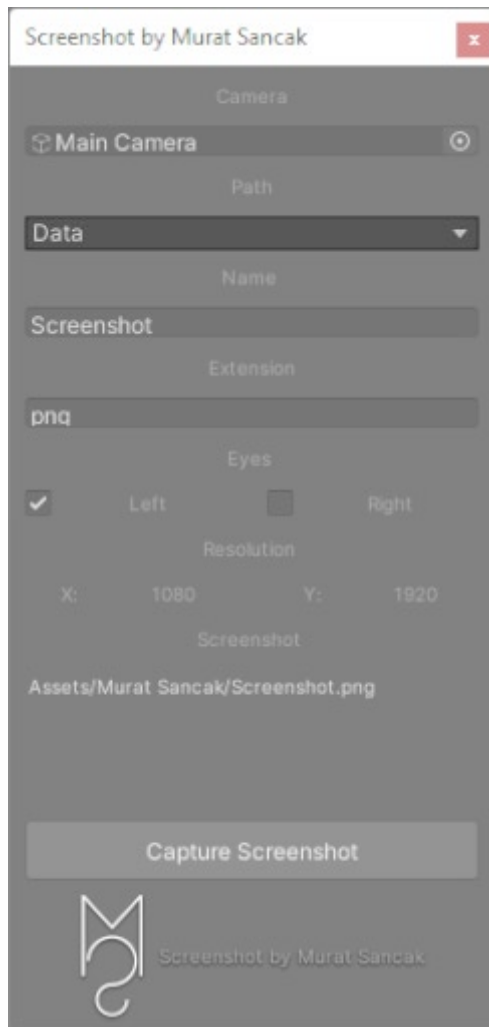 Screenshot by Murat Sancak
x
Camera
Main Camera
Path
Data
Name
Screenshot
Extension
png
Eyes
Left Right
Resolution
X: 1080 Y: 1920
Screenshot
Assets/Murat Sancak/Screenshot.png
Capture Screenshot
Screenshot by Murat Sancak